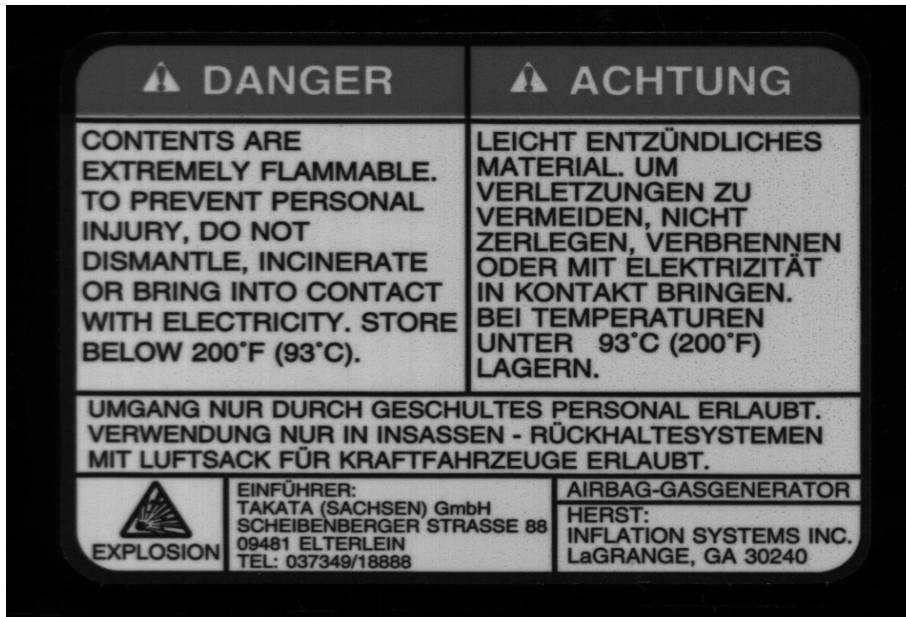 DANGER
CONTENTS ARE
EXTREMELY FLAMMABLE.
TO PREVENT PERSONAL
INJURY, DO NOT
DISMANTLE, INCINERATE
OR BRING INTO CONTACT
WITH ELECTRICITY. STORE
BELOW 200°F (93°C).
ACHTUNG
LEICHT ENTZÜNDLICHES
MATERIAL. UM
VERLETZUNGEN ZU
VERMEIDEN, NICHT
ZERLEGEN, VERBRENNEN
ODER MIT ELEKTRIZITÄT
IN KONTAKT BRINGEN.
BEI TEMPERATUREN
UNTER 93°C (200°F)
LAGERN.
UMGANG NUR DURCH GESCHULTES PERSONAL ERLAUBT.
VERWENDUNG NUR IN INSASSEN - RÜCKHALTESYSTEMEN
MIT LUFTSACK FÜR KRAFTFAHRZEUGE ERLAUBT.
EXPLOSION
EINFÜHRER:
TAKATA (SACHSEN) GmbH
SCHEIBENBERGER STRASSE 88
09481 ELTERLEIN
TEL: 037349/18888
AIRBAG-GASGENERATOR
HERST:
INFLATION SYSTEMS INC.
LaGRANGE, GA 30240